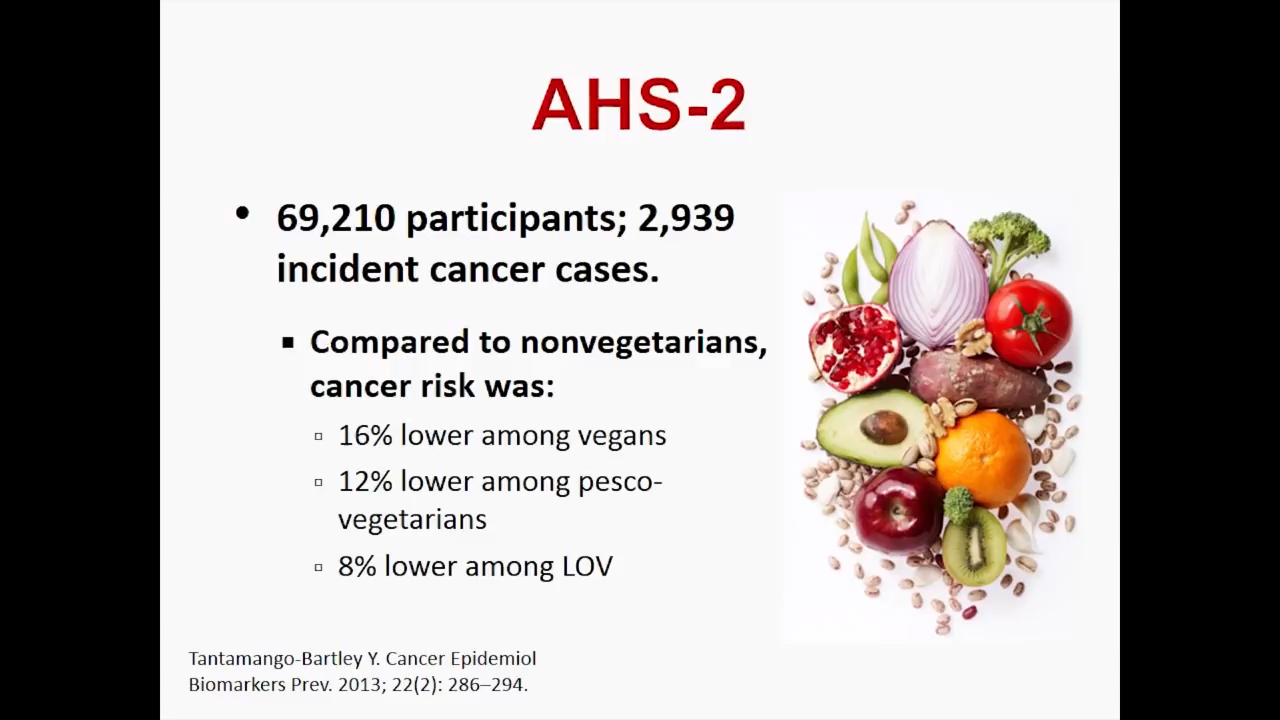 AHS-2
• 69,210 participants; 2,939
incident cancer cases.
▪ Compared to nonvegetarians,
cancer risk was:
▫ 16% lower among vegans
▫ 12% lower among pesco-
vegetarians
▫ 8% lower among LOV
Tantamango-Bartley Y. Cancer Epidemiol
Biomarkers Prev. 2013; 22(2): 286–294.